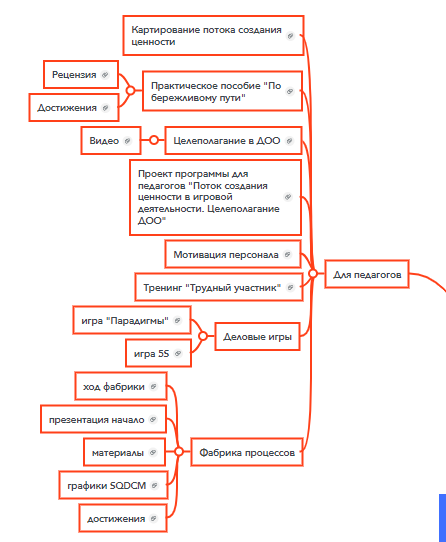 Картирование потока создания
ценности
Рецензия
Достижения
Практическое пособие "По
бережливому пути"
Видео
Целеполагание в ДОО
Проект программы для
педагогов "Поток создания
ценности в игровой
деятельности. Целеполагание
ДОО"
Мотивация персонала
Тренинг "Трудный участник"
Для педагогов
игра "Парадигмы"
игра 5S
Деловые игры
ход фабрики
презентация начало
материалы
графики SQDCM
достижения
Фабрика процессов